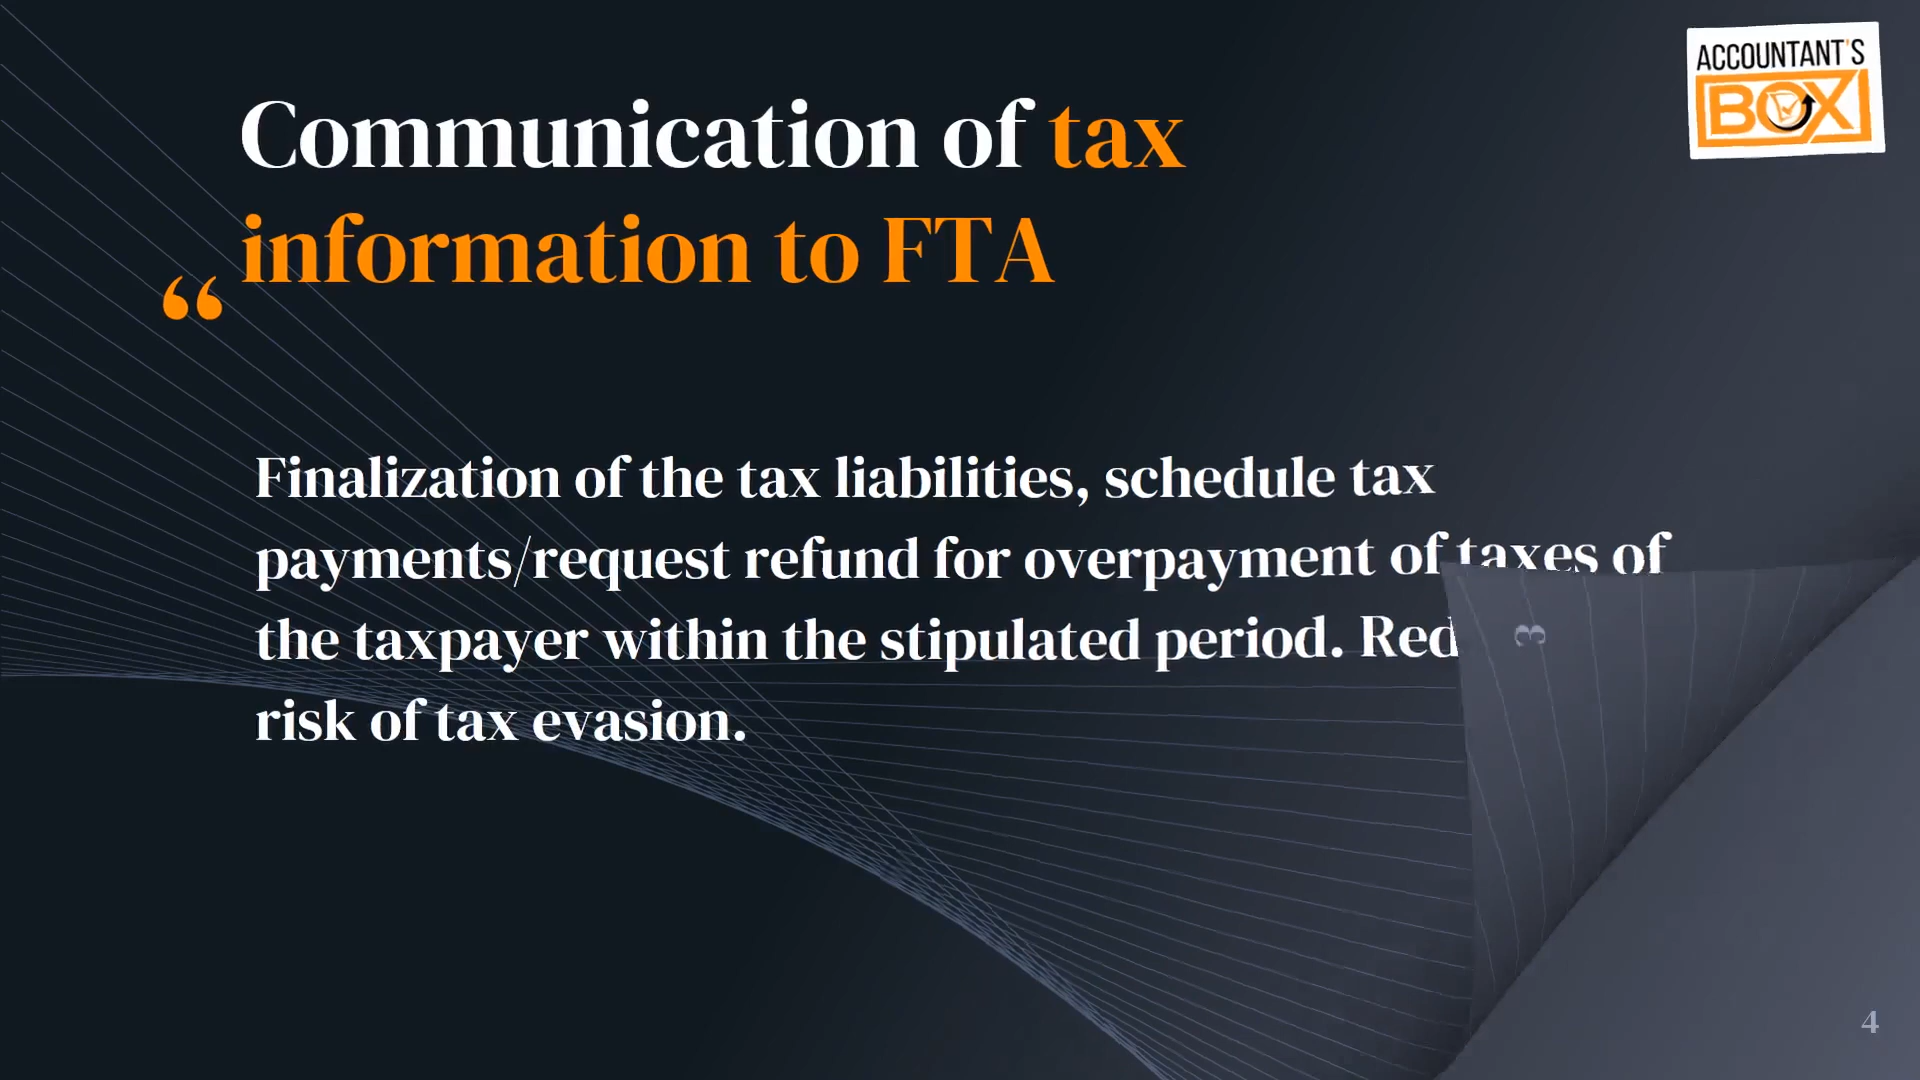 ACCOUNTANT'S
BOX
Communication of tax
information to FTA
“
Finalization of the tax liabilities, schedule tax
payments/request refund for overpayment of taxes of
the taxpayer within the stipulated period. Red
risk of tax evasion.
3
4